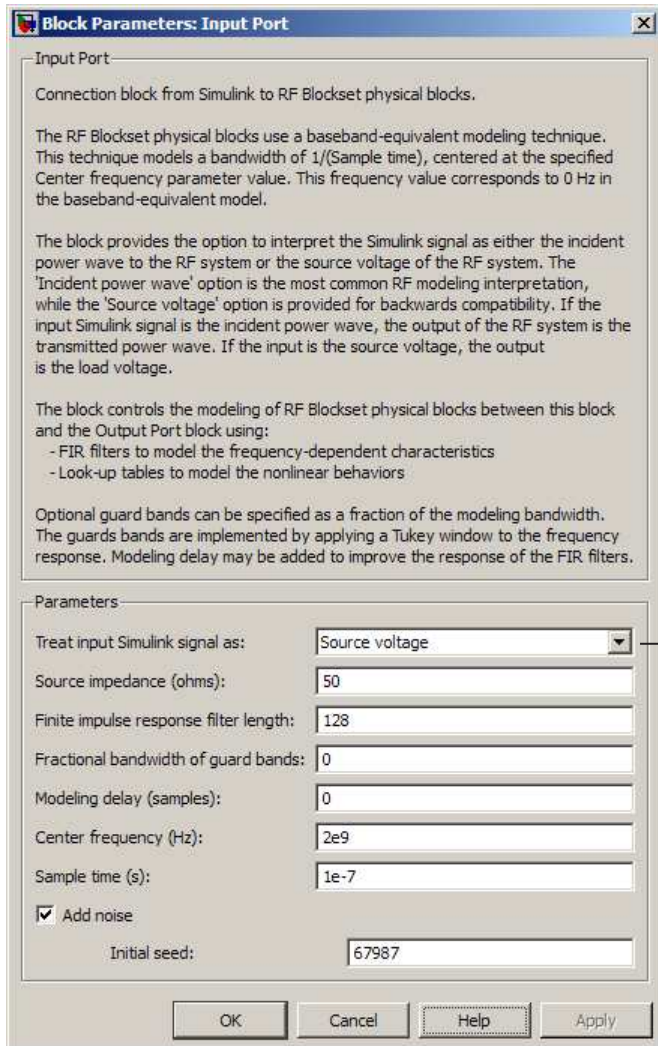 Block Parameters: Input Port
Input Port
Connection block from Simulink to RF Blockset physical blocks.
The RF Blockset physical blocks use a baseband-equivalent modeling technique.
This technique models a bandwidth of 1/(Sample time), centered at the specified
Center frequency parameter value. This frequency value corresponds to 0 Hz in
the baseband-equivalent model.
The block provides the option to interpret the Simulink signal as either the incident
power wave to the RF system or the source voltage of the RF system. The
'Incident power wave' option is the most common RF modeling interpretation,
while the 'Source voltage' option is provided for backwards compatibility. If the
input Simulink signal is the incident power wave, the output of the RF system is the
transmitted power wave. If the input is the source voltage, the output
is the load voltage.
The block controls the modeling of RF Blockset physical blocks between this block
and the Output Port block using:
- FIR filters to model the frequency-dependent characteristics
- Look-up tables to model the nonlinear behaviors
Optional guard bands can be specified as a fraction of the modeling bandwidth.
The guards bands are implemented by applying a Tukey window to the frequency
response. Modeling delay may be added to improve the response of the FIR filters.
Parameters
Treat input Simulink signal as: Source voltage
Source impedance (ohms): 50
Finite impulse response filter length: 128
Fractional bandwidth of guard bands: 0
Modeling delay (samples): 0
Center frequency (Hz): 2e9
Sample time (s): 1e-7
Add noise
Initial seed: 67987
OK Cancel Help Apply